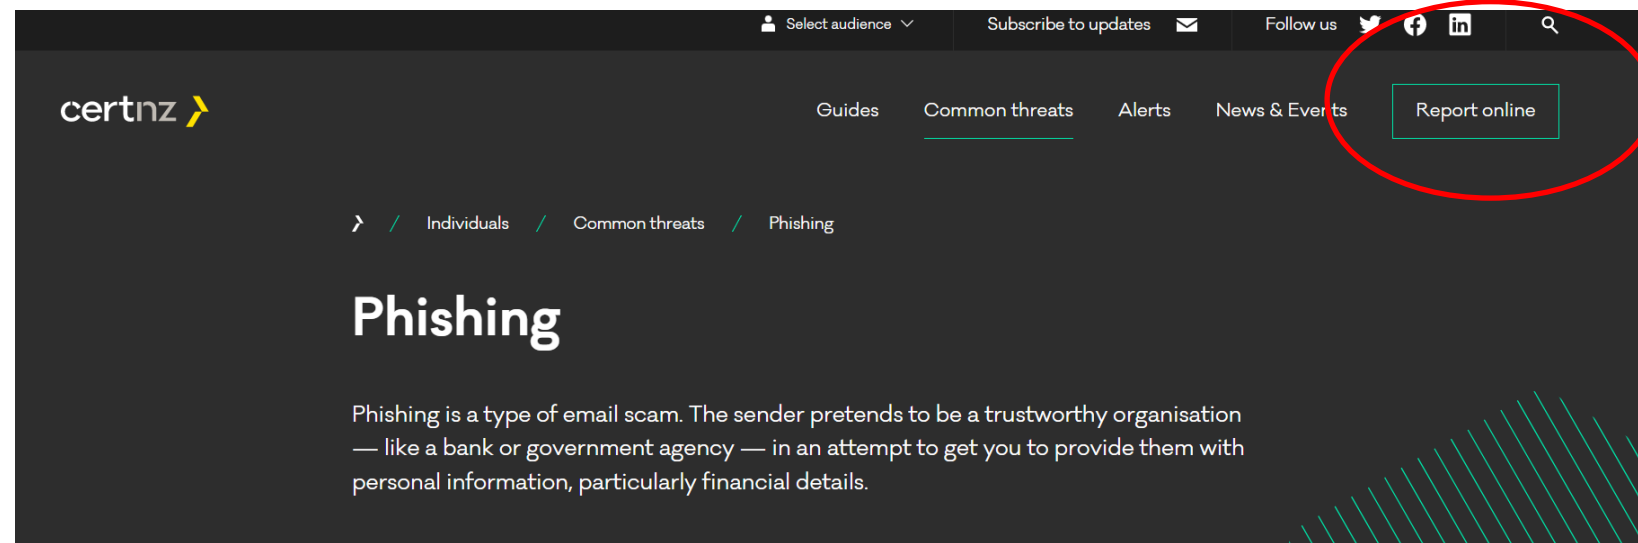 Select audience
Subscribe to updates
Follow us
certnz
Guides
Common threats
Alerts
News & Events
Report online
/ Individuals / Common threats / Phishing
Phishing
Phishing is a type of email scam. The sender pretends to be a trustworthy organisation
— like a bank or government agency — in an attempt to get you to provide them with
personal information, particularly financial details.